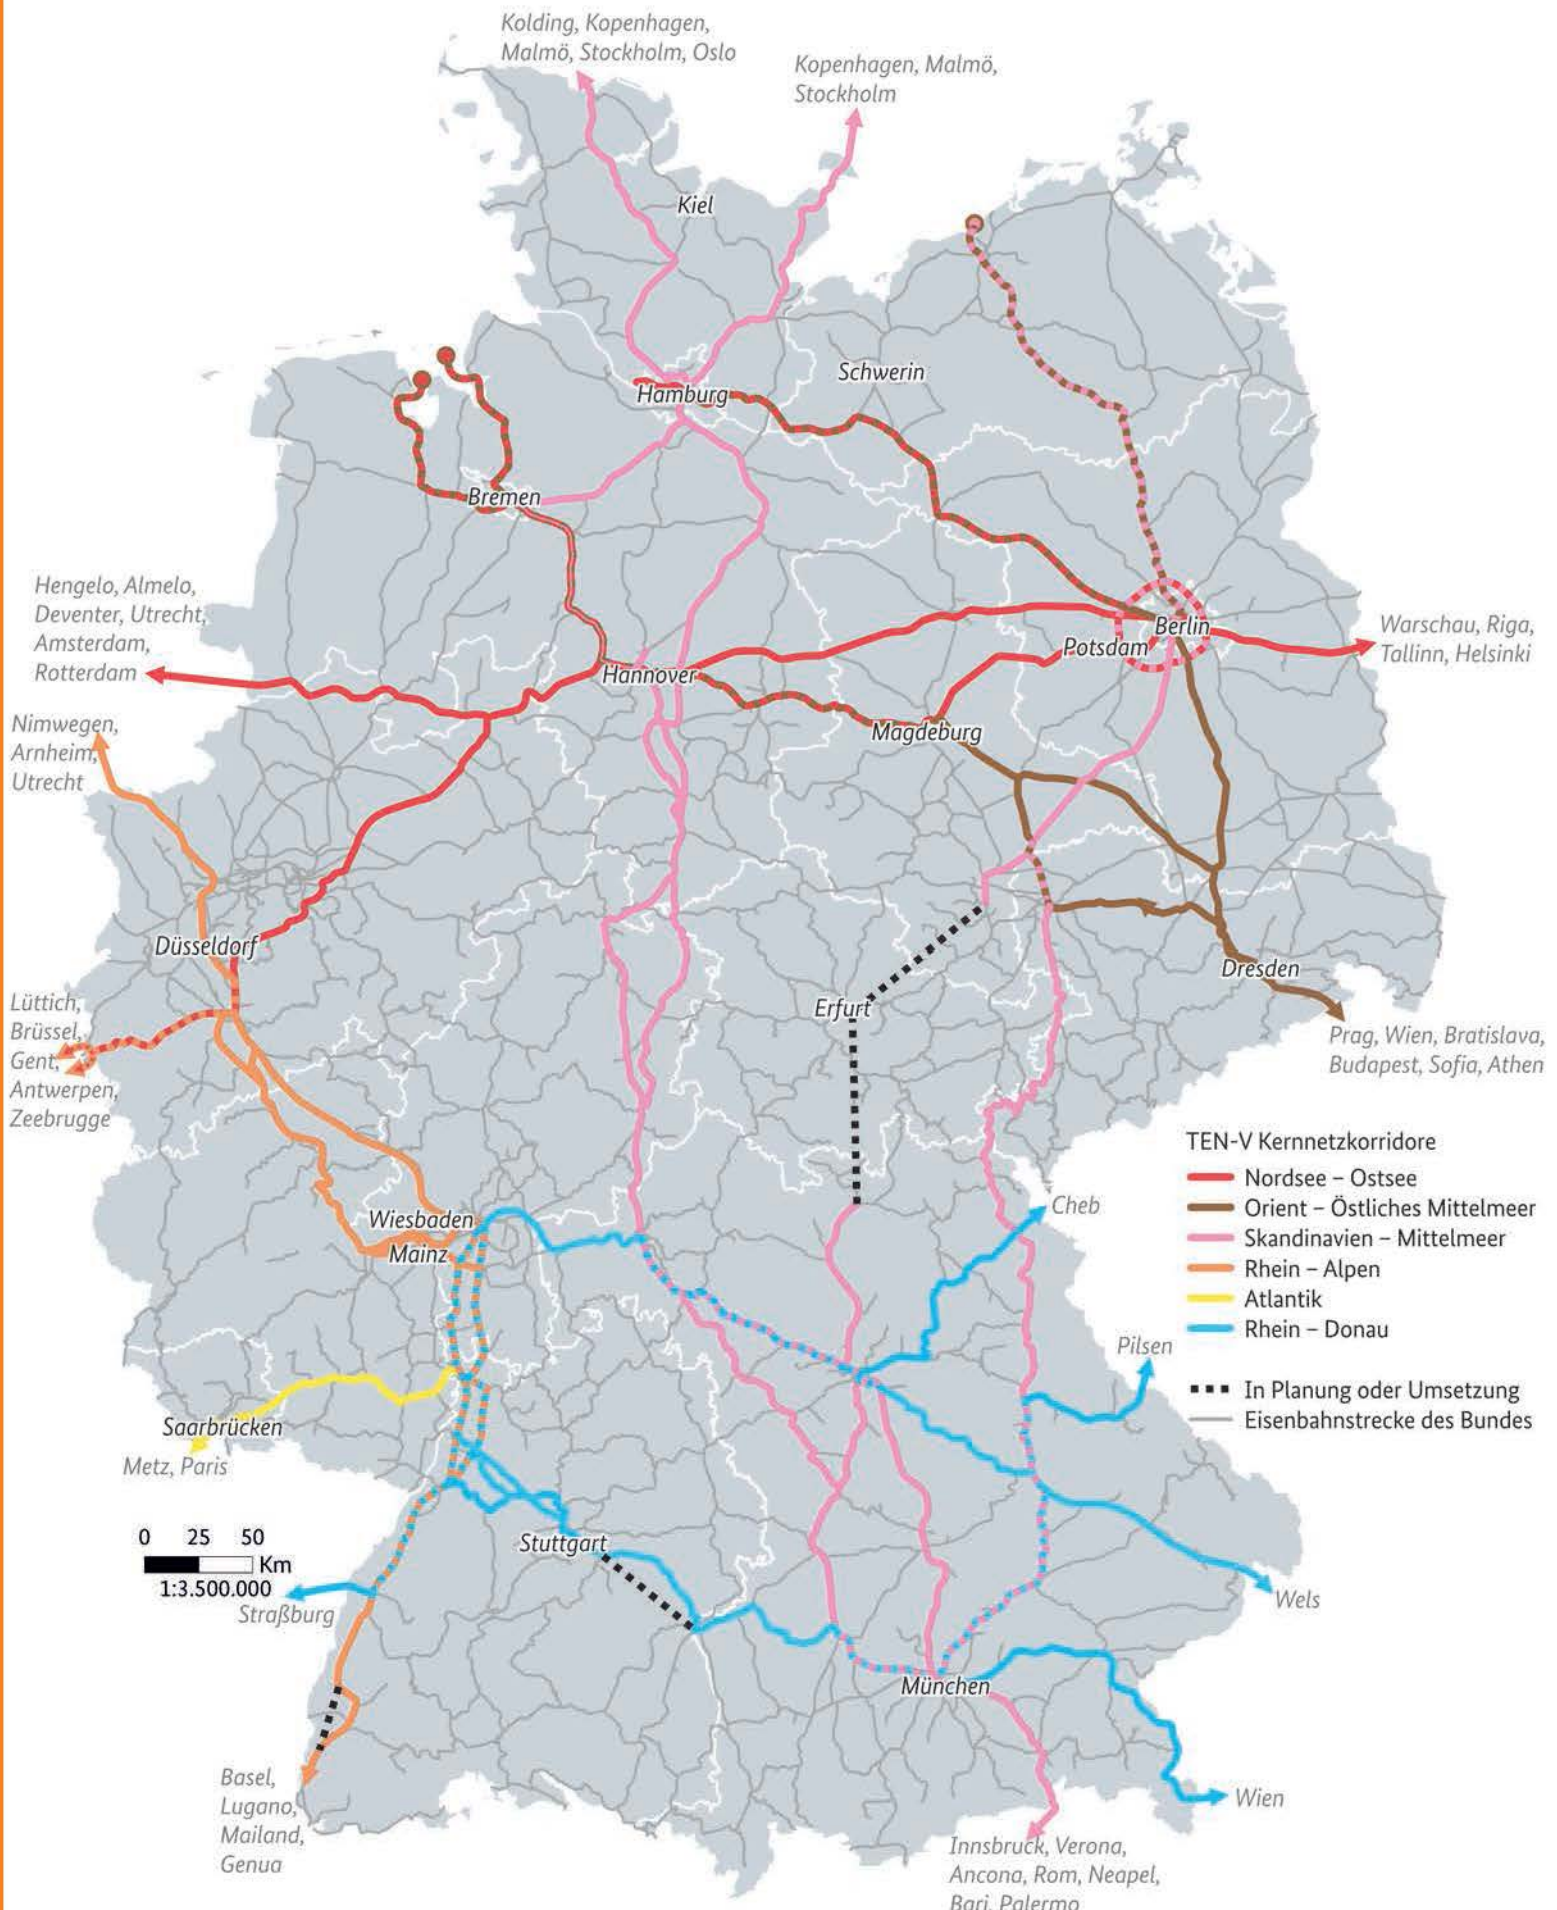 Kolding, Kopenhagen,
Malmö, Stockholm, Oslo
Kopenhagen, Malmö,
Stockholm
Kiel
Schwerin
Hamburg
Bremen
Hengelo, Almelo,
Deventer, Utrecht,
Amsterdam,
Rotterdam
Berlin
Potsdam
Warschau, Riga,
Tallinn, Helsinki
Hannover
Magdeburg
Nimwegen,
Arnheim,
Utrecht
Düsseldorf
Dresden
Erfurt
Lüttich,
Brüssel,
Gent,
Antwerpen,
Zeebrugge
Prag, Wien, Bratislava,
Budapest, Sofia, Athen
TEN-V Kernnetzkorridore
Nordsee – Ostsee
Orient – Östliches Mittelmeer
Skandinavien – Mittelmeer
Rhein – Alpen
Atlantik
Rhein – Donau
In Planung oder Umsetzung
Eisenbahnstrecke des Bundes
Wiesbaden
Mainz
Cheb
Pilsen
Saarbrücken
Metz, Paris
0 25 50
Km
1:3.500.000
Stuttgart
Straßburg
Wels
München
Basel,
Lugano,
Mailand,
Genua
Wien
Innsbruck, Verona,
Ancona, Rom, Neapel,
Bari, Palermo